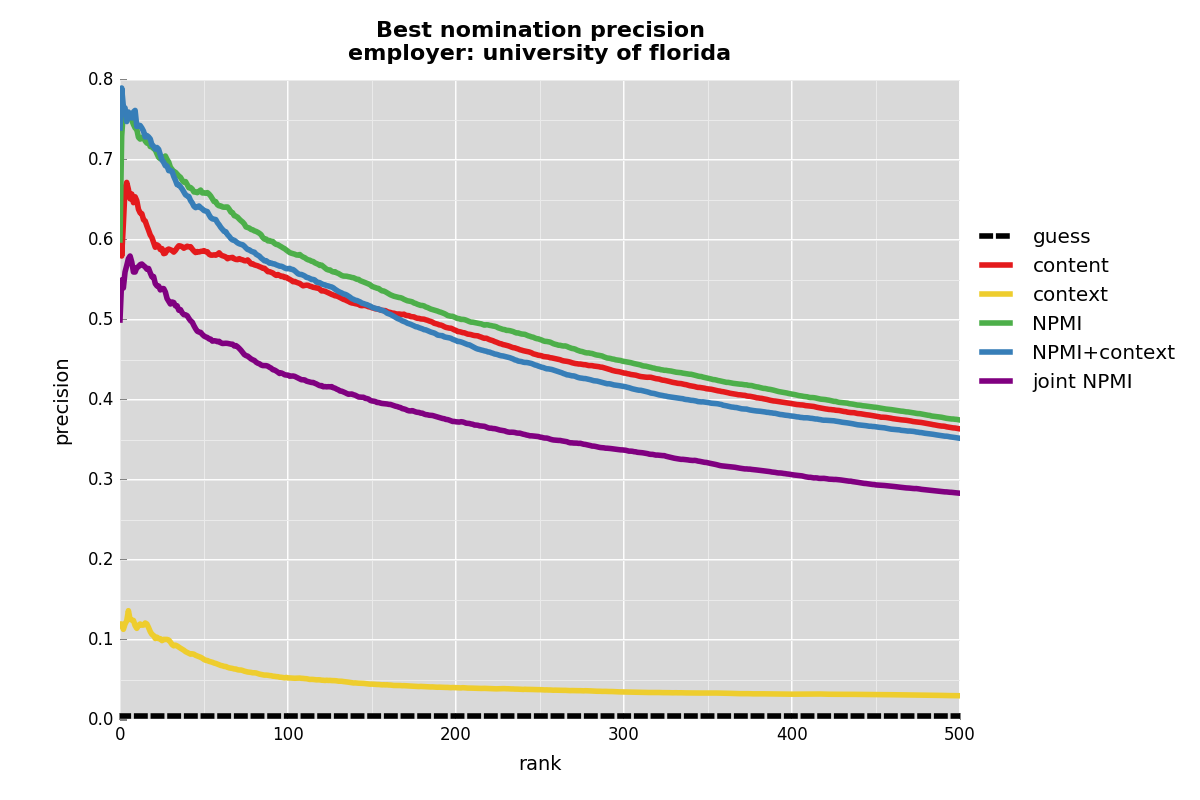 Best nomination precision
employer: university of florida
precision
0.8
0.7
0.6
0.5
0.4
0.3
0.2
0.1
0.0
0
100
200
300
400
500
rank
guess
content
context
NPMI
NPMI+context
joint NPMI